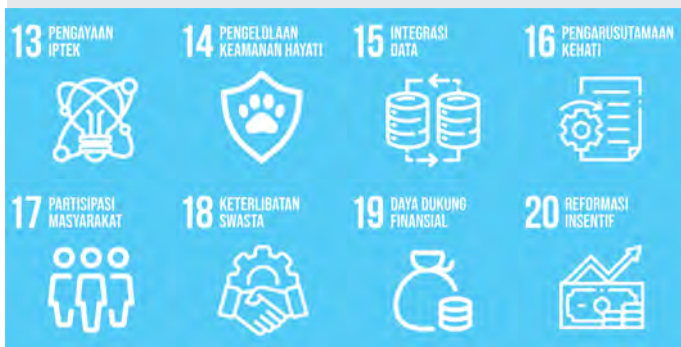 13 PENGAYAAN
IPTEK
14 PENGELOLAAN
KEAMANAN HAYATI
15 INTEGRASI
DATA
16 PENGARUSUTAMAAN
KEHATI
17 PARTISIPASI
MASYARAKAT
18 KETERLIBATAN
SWASTA
19 DAYA DUKUNG
FINANSIAL
20 REFORMASI
INSENTIF